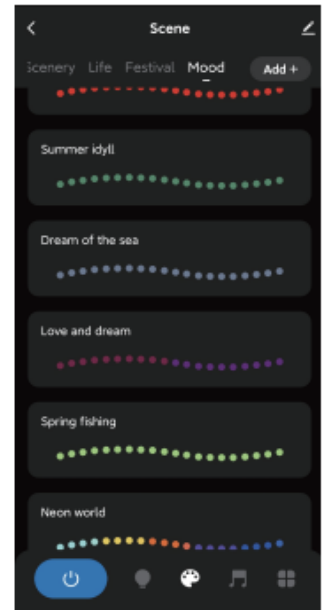 Scene
Scenery Life Festival Mood Add +
Summer idyll
Dream of the sea
Love and dream
Spring fishing
Neon world